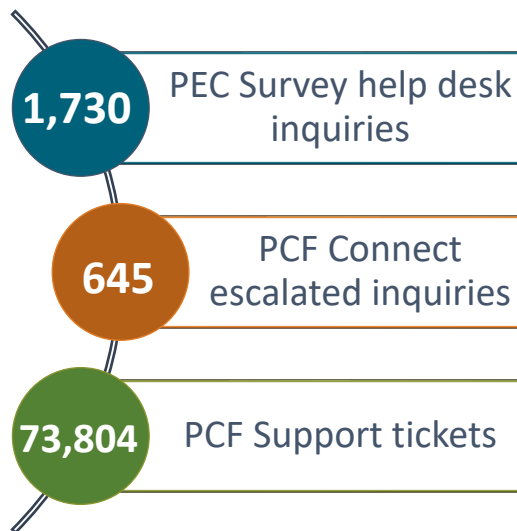 1,730
PEC Survey help desk
inquiries
645
PCF Connect
escalated inquiries
73,804
PCF Support tickets